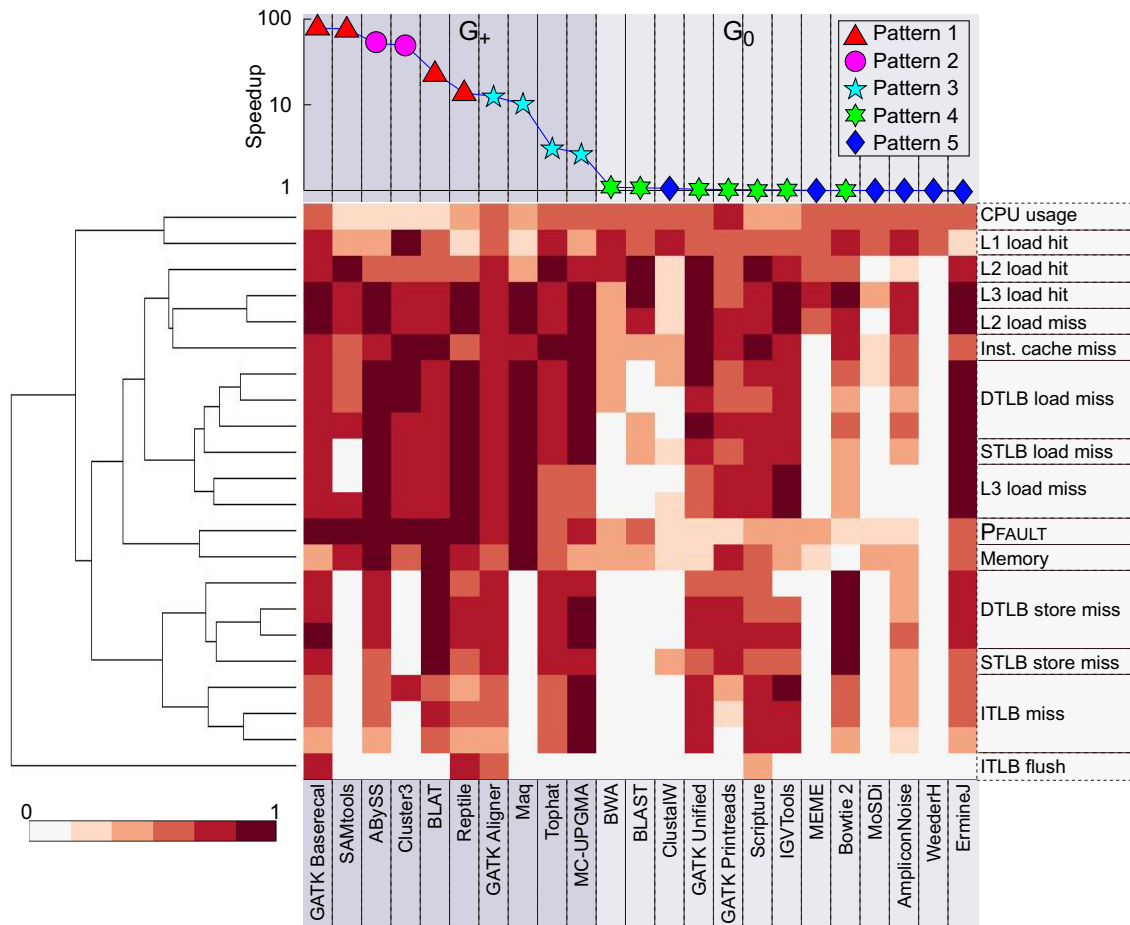 100
10
1
Speedup
G+
G0
Pattern 1
Pattern 2
Pattern 3
Pattern 4
Pattern 5
CPU usage
L1 load hit
L2 load hit
L3 load hit
L2 load miss
Inst. cache miss
DTLB load miss
STLB load miss
L3 load miss
PFAULT
Memory
DTLB store miss
STLB store miss
ITLB miss
ITLB flush
0
1
GATK Baserecal
SAMtools
ABySS
Cluster3
BLAT
Reptile
GATK Aligner
Maq
Tophat
MC-UPGMA
BWA
BLAST
ClustalW
GATK Unified
GATK Printreads
Scripture
IGVTools
MEME
Bowtie 2
MoSDi
AmpliconNoise
WeederH
ErmineJ